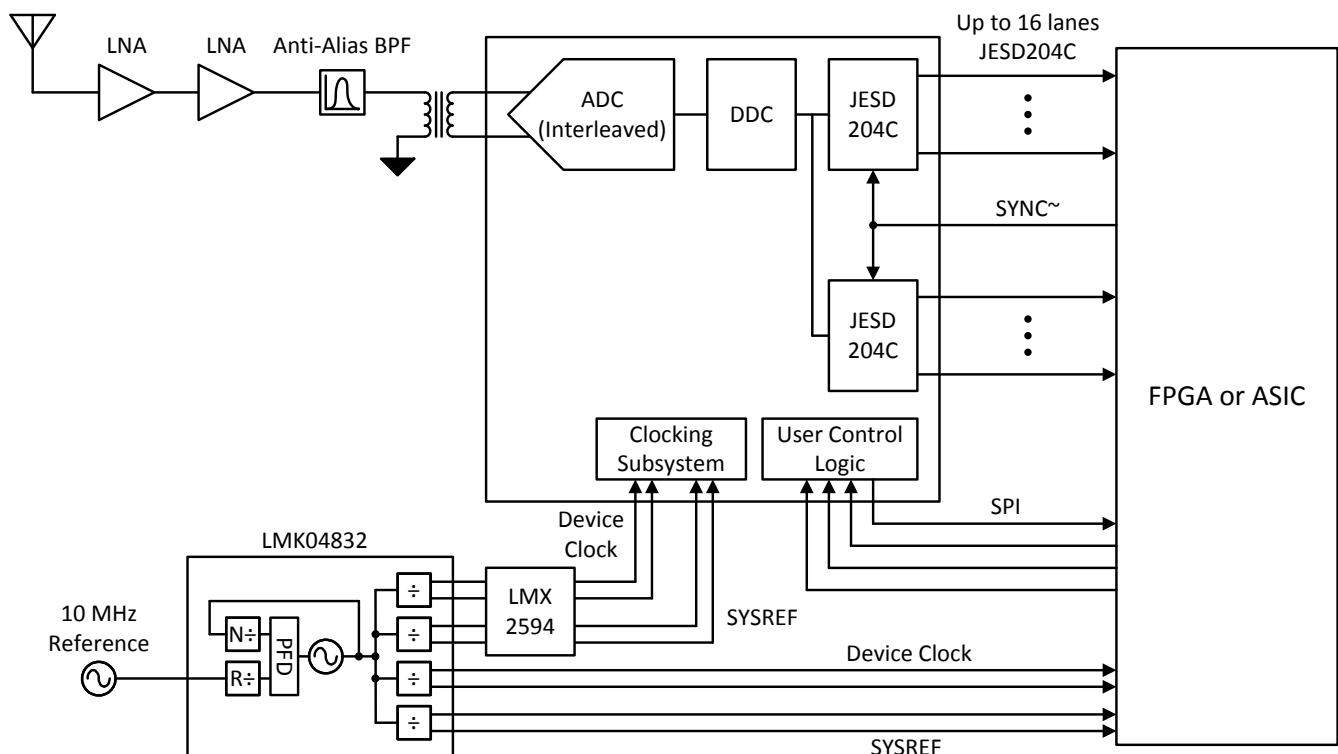 LNA
LNA
Anti-Alias BPF
ADC
(Interleaved)
DDC
JESD
204C
Up to 16 lanes
JESD204C
SYNC~
JESD
204C
FPGA or ASIC
Clocking
Subsystem
User Control
Logic
SPI
Device
Clock
LMK04832
10 MHz
Reference
N÷
R÷
PFD
÷
÷
÷
÷
LMX
2594
SYSREF
Device Clock
SYSREF